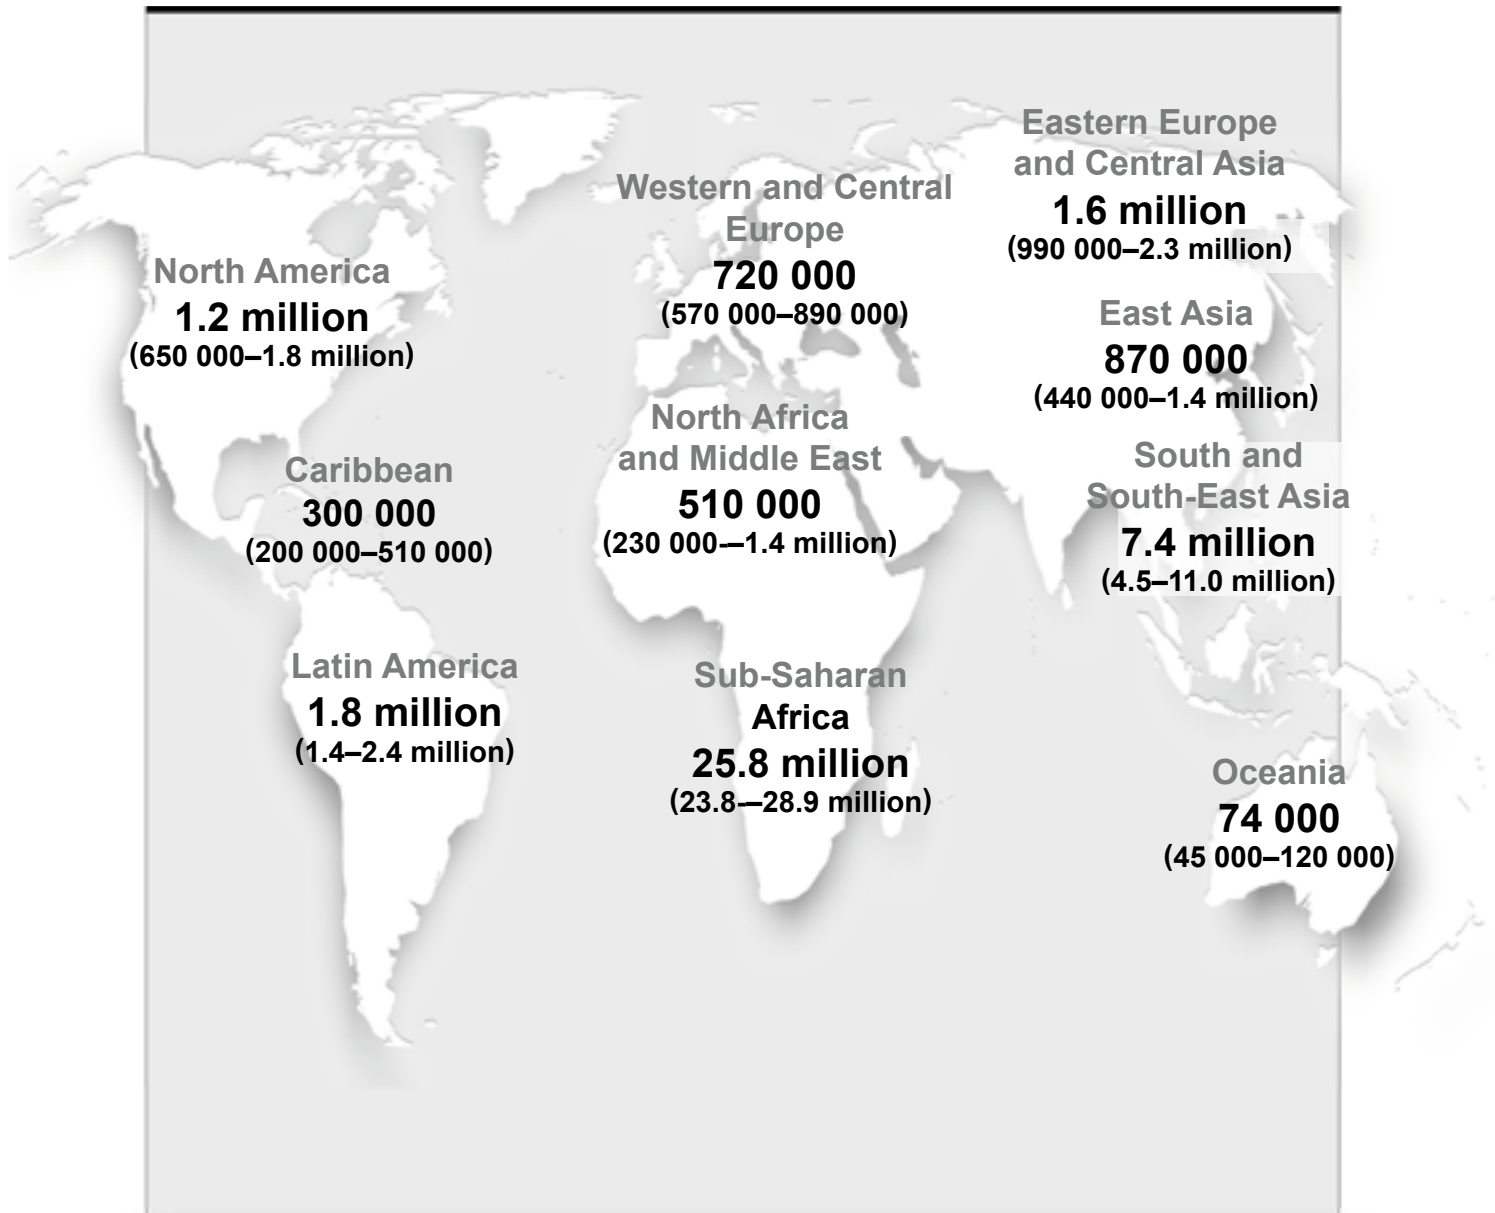 Eastern Europe
and Central Asia
1.6 million
(990 000–2.3 million)
Western and Central
Europe
720 000
(570 000–890 000)
North America
1.2 million
(650 000–1.8 million)
East Asia
870 000
(440 000–1.4 million)
North Africa
and Middle East
510 000
(230 000-–1.4 million)
Caribbean
300 000
(200 000–510 000)
South and
South-East Asia
7.4 million
(4.5–11.0 million)
Latin America
1.8 million
(1.4–2.4 million)
Sub-Saharan
Africa
25.8 million
(23.8-–28.9 million)
Oceania
74 000
(45 000–120 000)